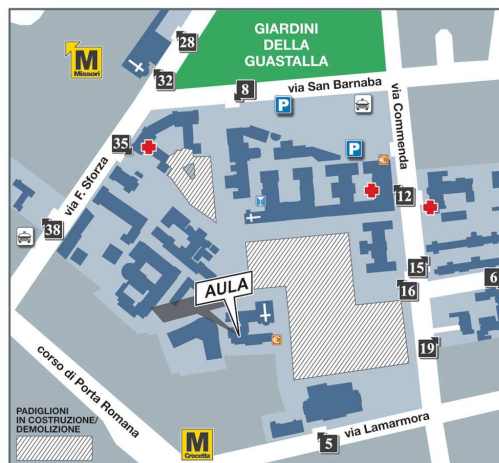 GIARDINI
DELLA
GUASTALLA
28
M
Missori
32
8
via San Barnaba
P
via Commenda
35
P
€
via F. Sforza
12
38
15
6
16
AULA
€
19
corso di Porta Romana
PADIGLIONI
IN COSTRUZIONE/
DEMOLIZIONE
M
Crocetta
5
via Lamarmora